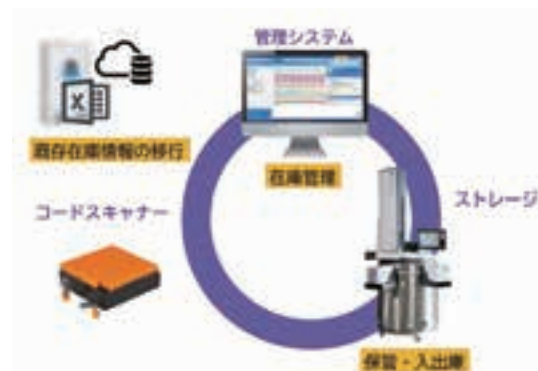 管理システム
X
既存在庫情報の移行
在庫管理
コードスキャナー
ストレージ
保管・入出庫